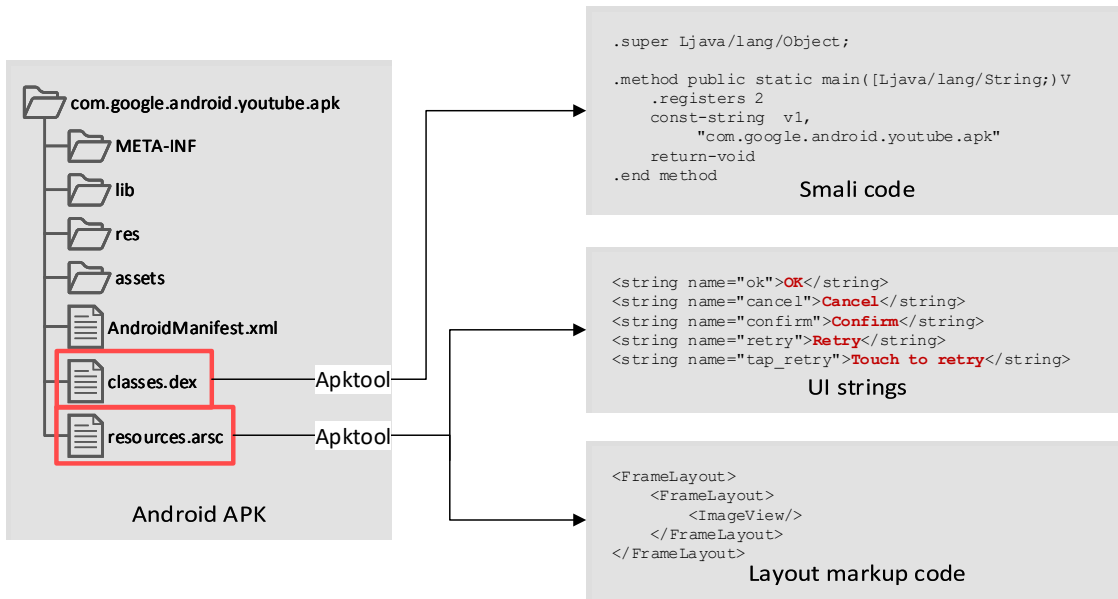 com.google.android.youtube.apk
META-INF
lib
res
assets
AndroidManifest.xml
classes.dex
resources.arsc
Android APK
Apktool
Apktool
.super Ljava/lang/Object;
.method public static main([Ljava/lang/String;)V
.registers 2
const-string v1,
"com.google.android.youtube.apk"
return-void
.end method
Smali code
<string name="ok">OK</string>
<string name="cancel">Cancel</string>
<string name="confirm">Confirm</string>
<string name="retry">Retry</string>
<string name="tap_retry">Touch to retry</string>
UI strings
<FrameLayout>
<FrameLayout>
<ImageView/>
</FrameLayout>
</FrameLayout>
Layout markup code